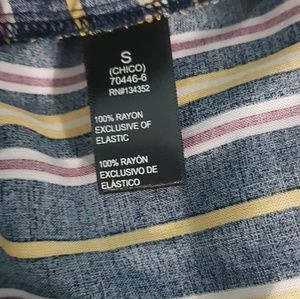 S
(CHICO)
70446-6
RN#134352
100% RAYON
EXCLUSIVE OF
ELASTIC
100% RAYÓN
EXCLUSIVO DE
ELÁSTICO